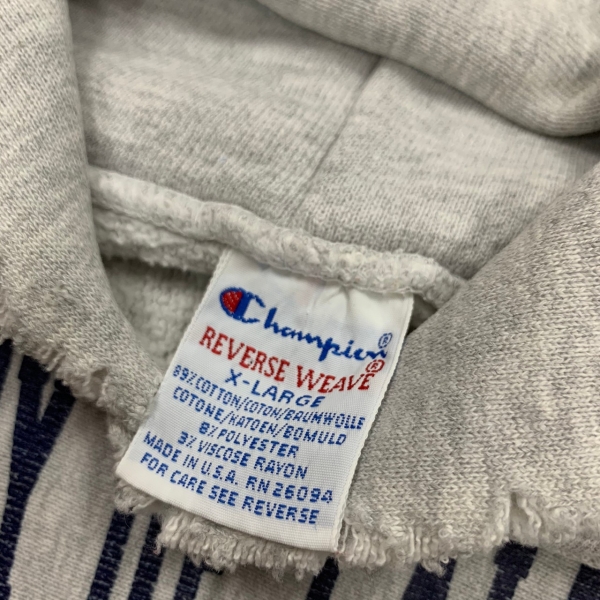 Champion®
REVERSE WEAVE®
X-LARGE
89% COTTON/COTON/BAUMWOLLE
COTONE/KATOEN/BOMULD
8% POLYESTER
3% VISCOSE RAYON
MADE IN U.S.A. RN 26094
FOR CARE SEE REVERSE